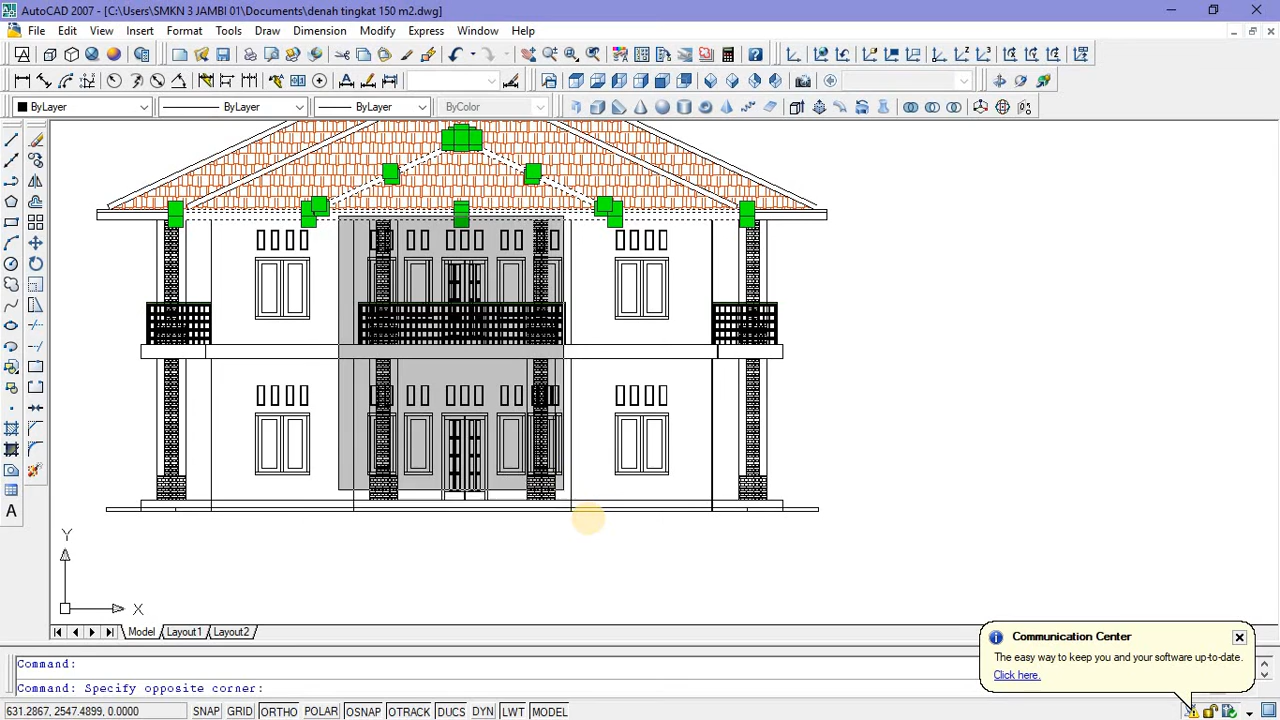 AutoCAD 2007 - [C:\Users\SMKN 3 JAMBI 01\Documents\denah tingkat 150 m2.dwg]
File Edit View Insert Format Tools Draw Dimension Modify Express Window Help
ByLayer ByLayer ByLayer ByColor
A
Y
X
Model Layout1 Layout2
Communication Center
The easy way to keep you and your software up-to-date.
Click here.
Command:
Command: Specify opposite corner:
631.2867, 2547.4899, 0.0000 SNAP GRID ORTHO POLAR OSNAP OTRACK DUCS DYN LWT MODEL